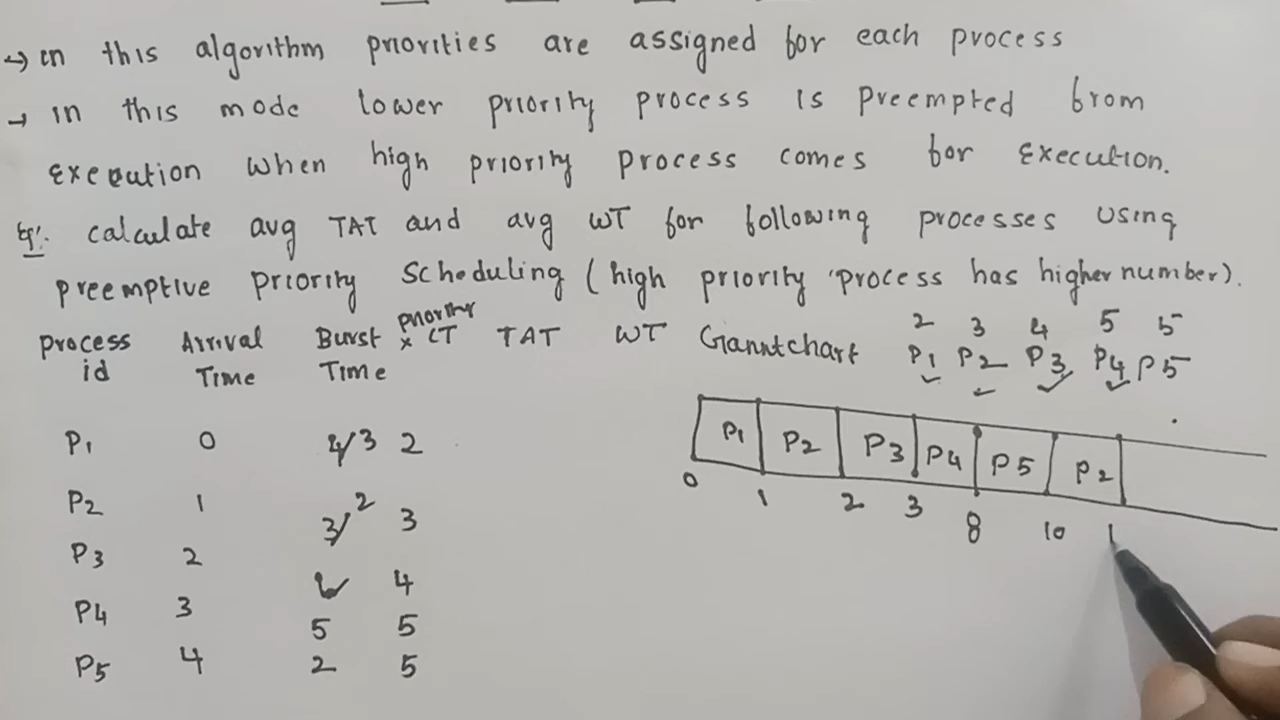 → in this algorithm priorities are assigned for each process
→ in this mode lower priority process is preempted from
execution when high priority process comes for execution.
Eg:. calculate avg TAT and avg WT for following processes using
preemptive priority scheduling (high priority process has higher number).
process id Arrival Time Burst Time priority × CT TAT WT Ganntchart
2 3 4 5 5
P1 P2 P3 P4 P5
P1 0 4 3 2
P2 1 3 2 3
P3 2 4
P4 3 5 5
P5 4 2 5
P1 P2 P3 P4 P5 P2
0 1 2 3 8 10 1